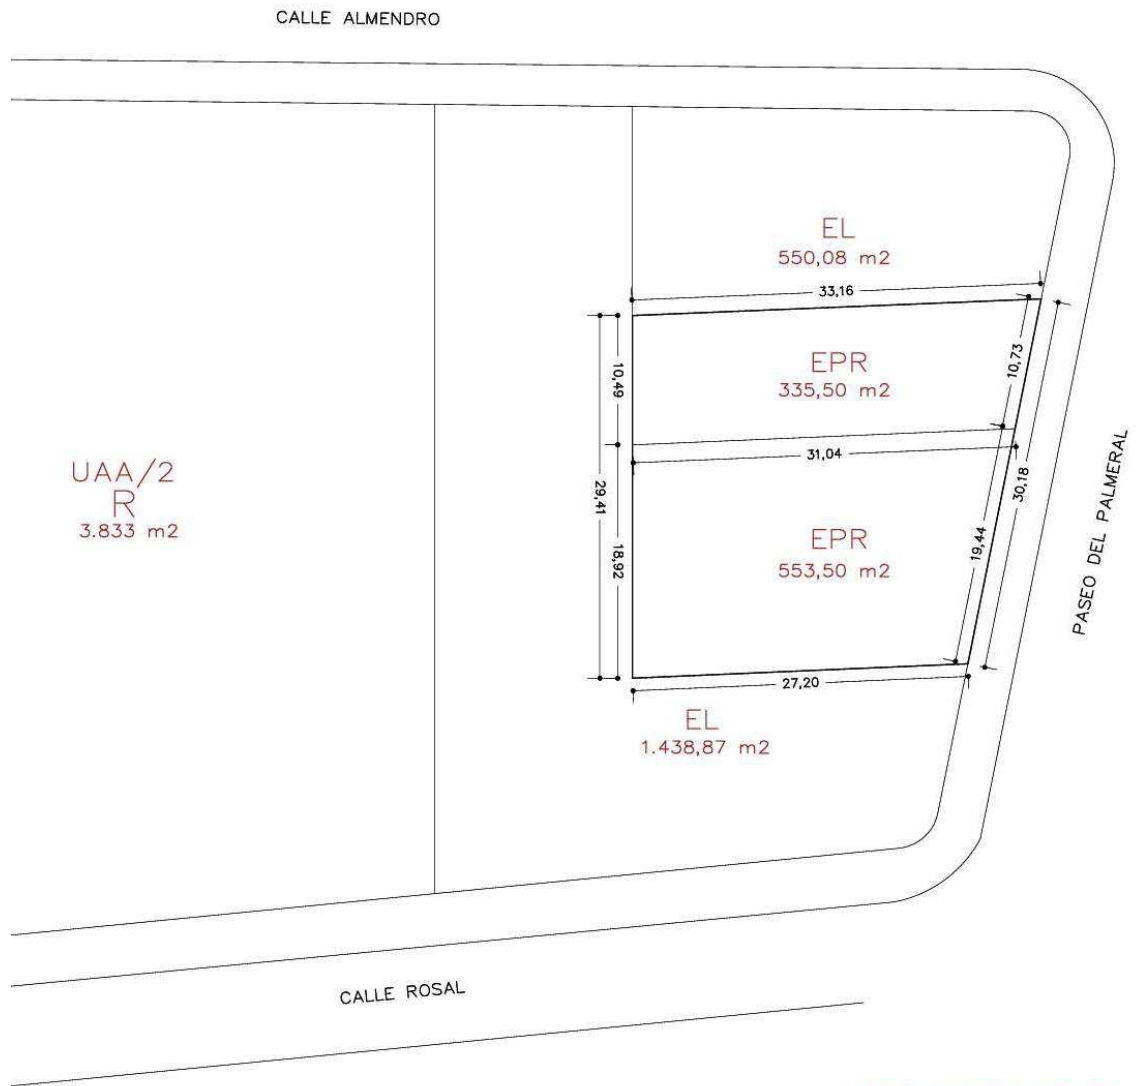 CALLE ALMENDRO
EL
550,08 m2
33,16
EPR
335,50 m2
10,49
10,73
31,04
30,18
29,41
18,92
EPR
553,50 m2
19,44
27,20
UAA/2
R
3.833 m2
EL
1.438,87 m2
PASEO DEL PALMERAL
CALLE ROSAL